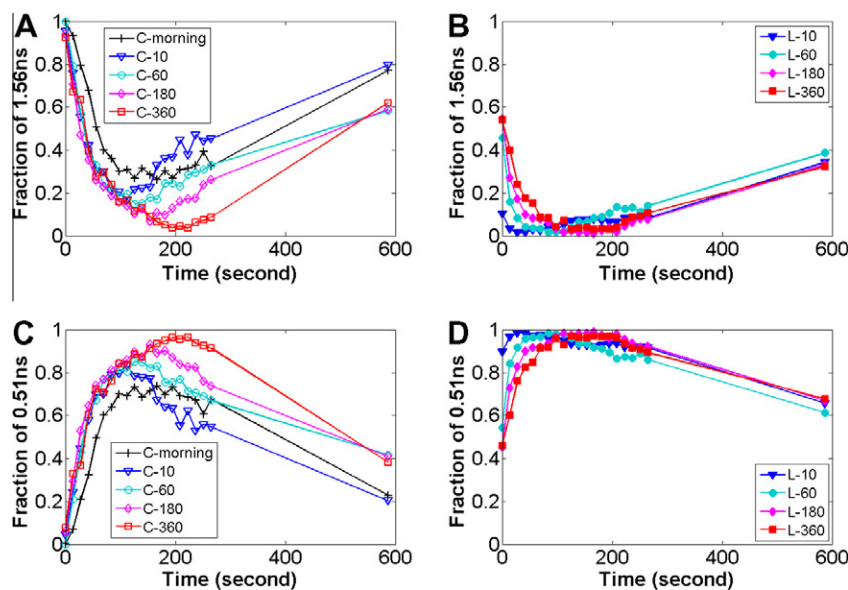 A
Fraction of 1.56ns
1
0.8
0.6
0.4
0.2
0
C-morning
C-10
C-60
C-180
C-360
0
200
400
600
Time (second)
B
Fraction of 1.56ns
1
0.8
0.6
0.4
0.2
0
L-10
L-60
L-180
L-360
0
200
400
600
Time (second)
C
Fraction of 0.51ns
1
0.8
0.6
0.4
0.2
0
C-morning
C-10
C-60
C-180
C-360
0
200
400
600
Time (second)
D
Fraction of 0.51ns
1
0.8
0.6
0.4
0.2
0
L-10
L-60
L-180
L-360
0
200
400
600
Time (second)